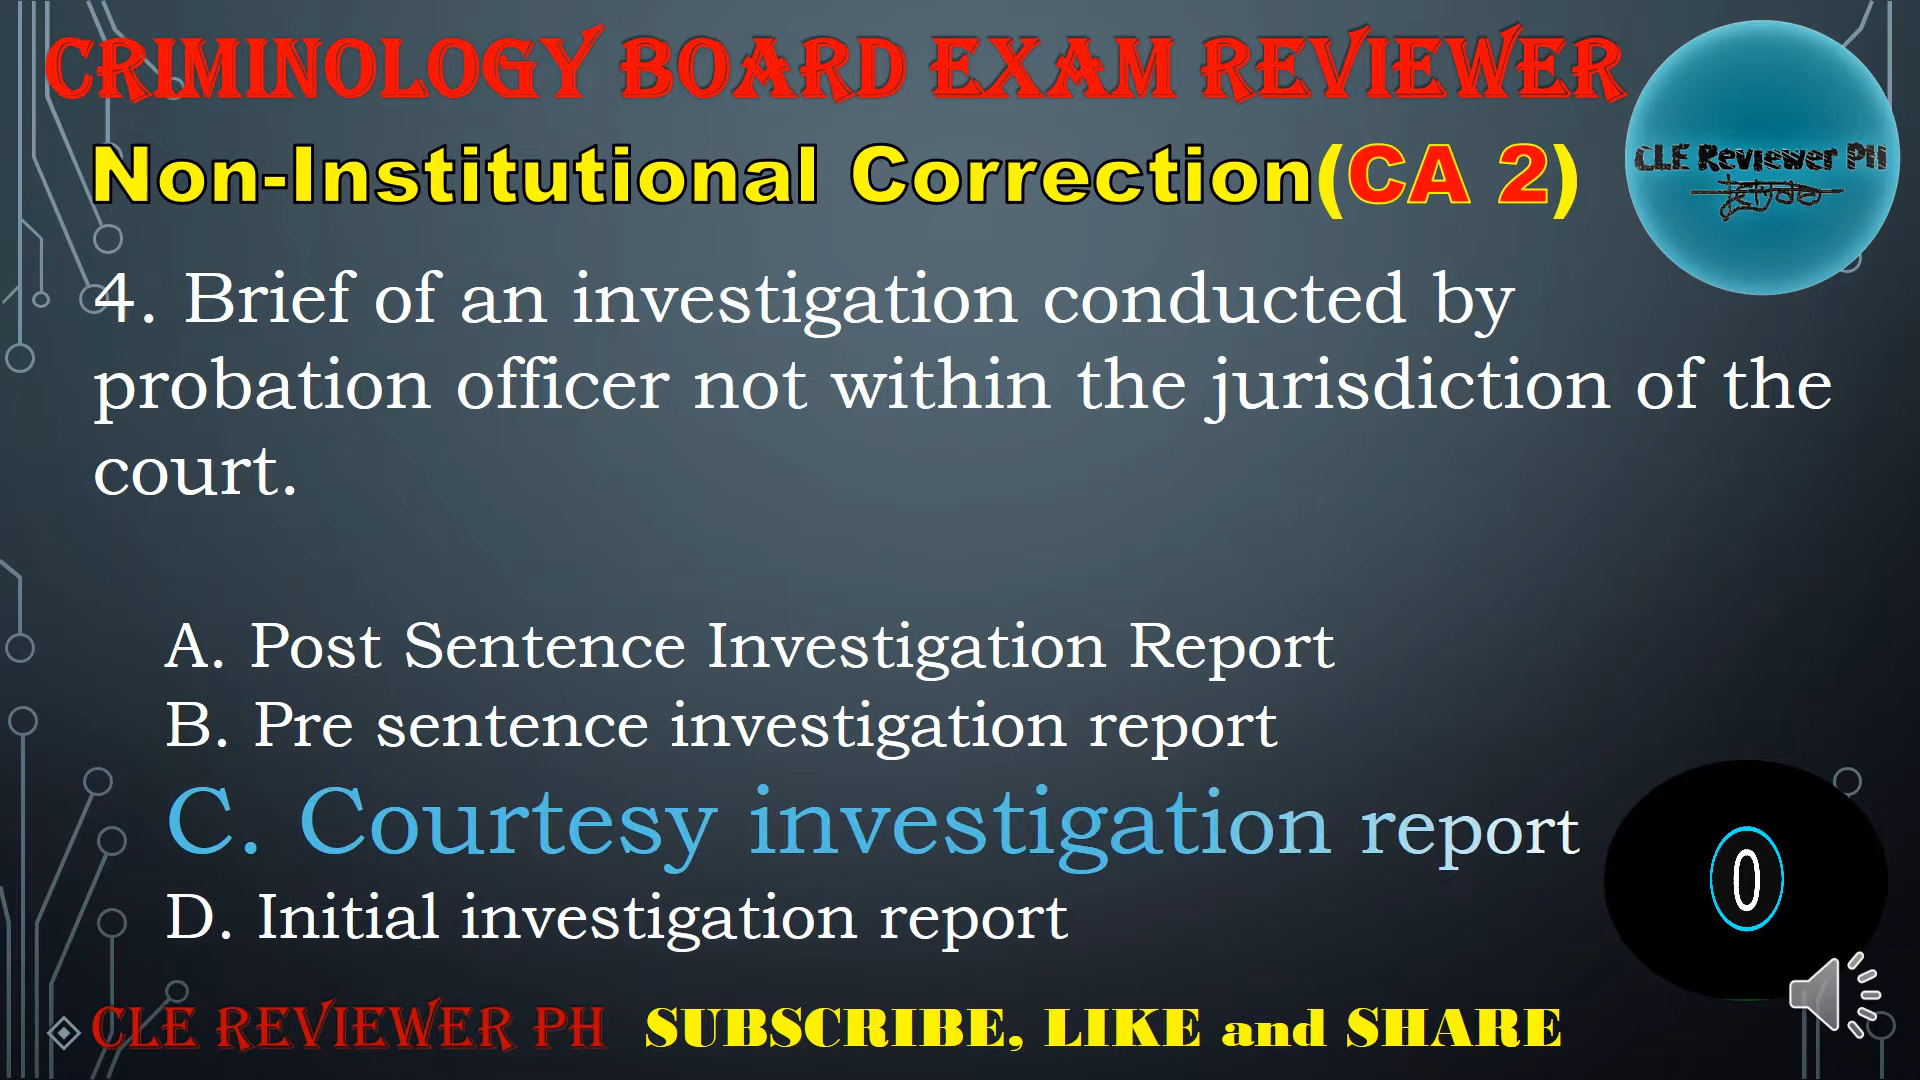 CRIMINOLOGY BOARD EXAM REVIEWER
Non-Institutional Correction(CA 2)
CLE Reviewer PH
4. Brief of an investigation conducted by
probation officer not within the jurisdiction of the
court.
A. Post Sentence Investigation Report
B. Pre sentence investigation report
C. Courtesy investigation report
D. Initial investigation report
0
CLE REVIEWER PH SUBSCRIBE, LIKE and SHARE